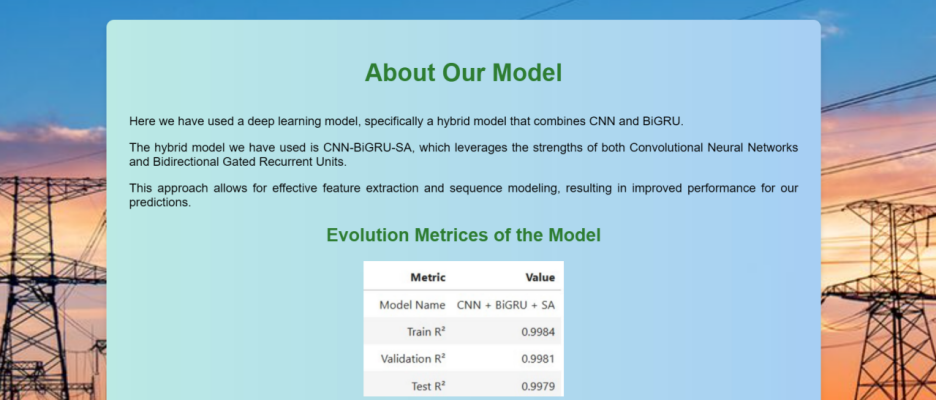 About Our Model
Here we have used a deep learning model, specifically a hybrid model that combines CNN and BiGRU.
The hybrid model we have used is CNN-BiGRU-SA, which leverages the strengths of both Convolutional Neural Networks
and Bidirectional Gated Recurrent Units.
This approach allows for effective feature extraction and sequence modeling, resulting in improved performance for our
predictions.
Evolution Metrices of the Model
Metric Value
Model Name CNN + BiGRU + SA
Train R² 0.9984
Validation R² 0.9981
Test R² 0.9979